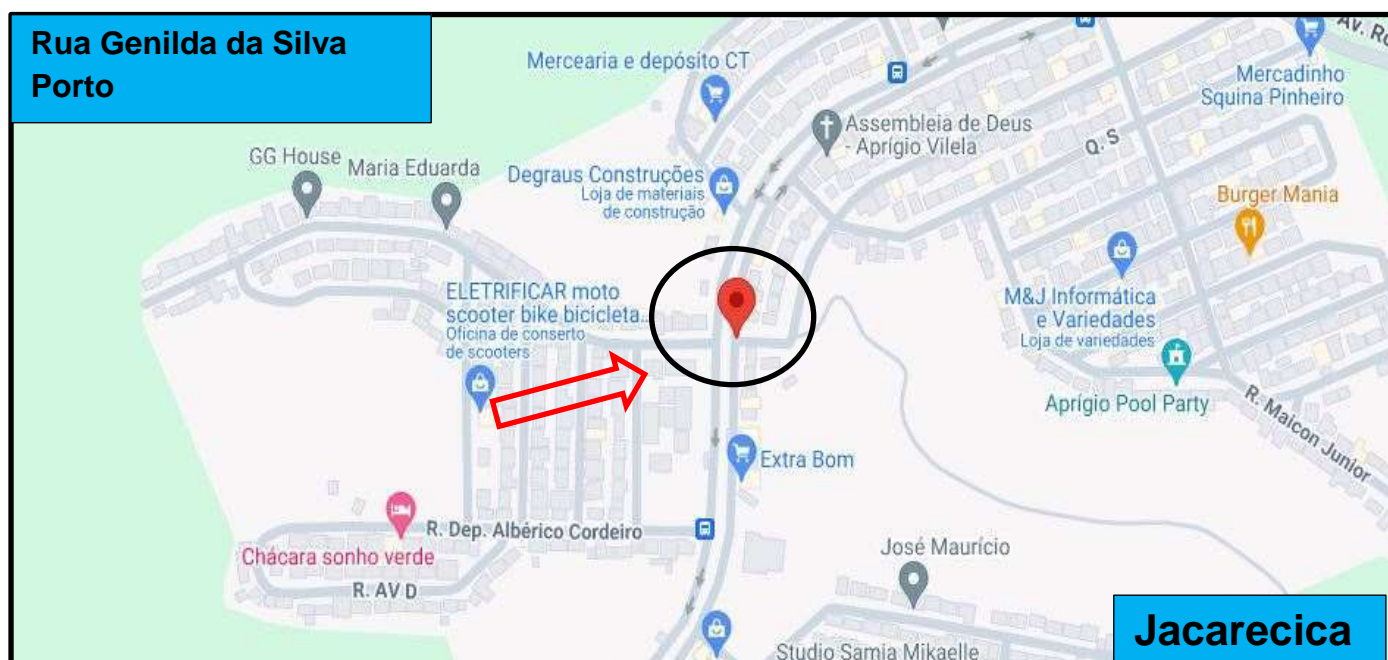 Rua Genilda da Silva
Porto
Av. Ro
Mercearia e depósito CT
Mercadinho
Squina Pinheiro
Assembleia de Deus
- Aprígio Vilela
Q. S
GG House
Maria Eduarda
Degraus Construções
Loja de materiais
de construção
Burger Mania
ELETRIFICAR moto
scooter bike bicicleta...
Oficina de conserto
de scooters
M&J Informática
e Variedades
Loja de variedades
Aprígio Pool Party
R. Maicon Junior
Extra Bom
R. Dep. Albérico Cordeiro
Chácara sonho verde
R. AV D
José Maurício
Studio Samia Mikaelle
Jacarecica